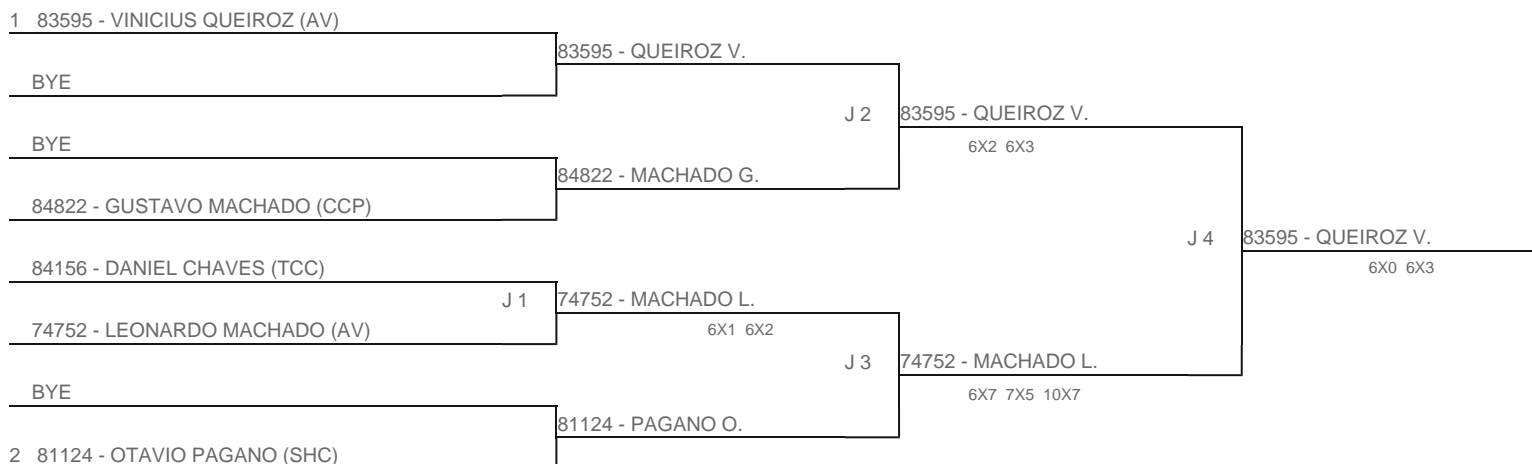 1 83595 - VINICIUS QUEIROZ (AV)
83595 - QUEIROZ V.
BYE
J 2 83595 - QUEIROZ V.
BYE
6X2 6X3
84822 - MACHADO G.
84822 - GUSTAVO MACHADO (CCP)
J 4 83595 - QUEIROZ V.
84156 - DANIEL CHAVES (TCC)
6X0 6X3
J 1 74752 - MACHADO L.
74752 - LEONARDO MACHADO (AV)
6X1 6X2
J 3 74752 - MACHADO L.
BYE
6X7 7X5 10X7
81124 - PAGANO O.
2 81124 - OTAVIO PAGANO (SHC)